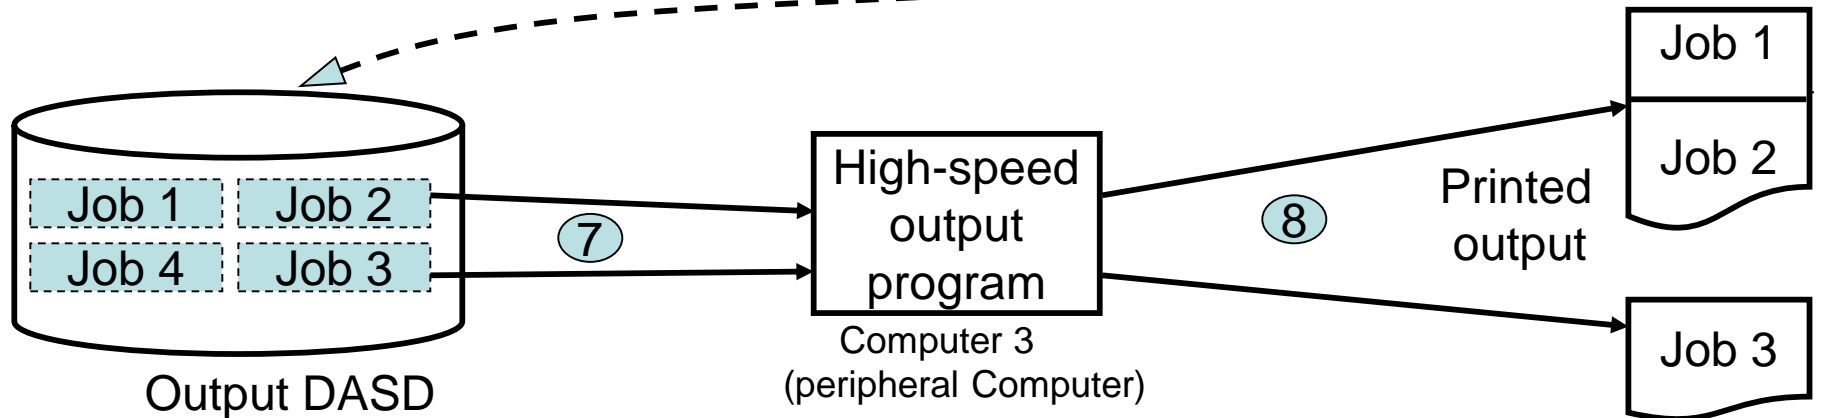 Job 1 Job 2
Job 4 Job 3
Output DASD
7
High-speed
output
program
Computer 3
(peripheral Computer)
8
Printed
output
Job 1
Job 2
Job 3